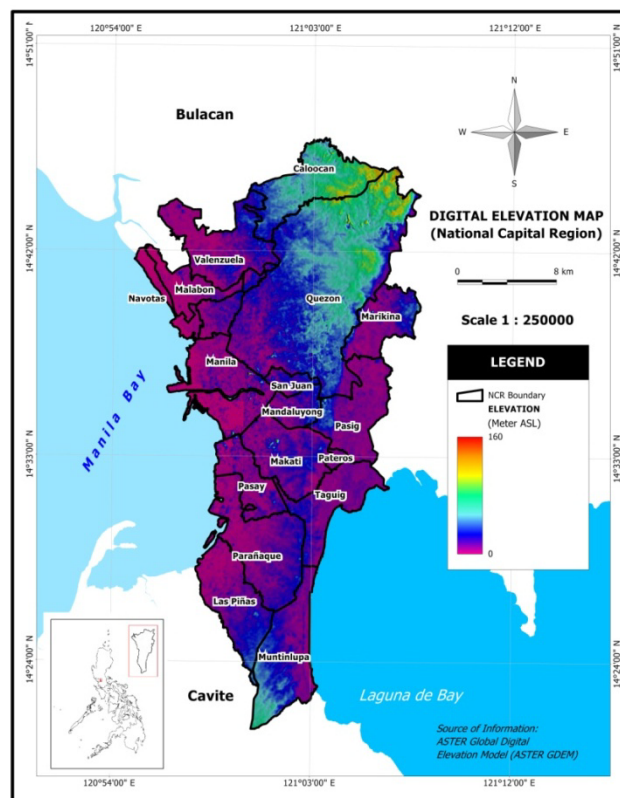 120°54'00" E
121°03'00" E
121°12'00" E
14°51'00" N
14°51'00" N
Bulacan
N
W
E
S
Caloocan
DIGITAL ELEVATION MAP
(National Capital Region)
14°42'00" N
14°42'00" N
Valenzuela
0
8 km
Malabon
Navotas
Quezon
Marikina
Scale 1 : 250000
Manila
LEGEND
San Juan
NCR Boundary
Mandaluyong
ELEVATION
Pasig
(Meter ASL)
Manila Bay
160
14°33'00" N
14°33'00" N
Makati
Pateros
Pasay
Taguig
0
Parañaque
Las Piñas
Muntinlupa
14°24'00" N
14°24'00" N
Cavite
Laguna de Bay
Source of Information:
ASTER Global Digital
Elevation Model (ASTER GDEM)
120°54'00" E
121°03'00" E
121°12'00" E